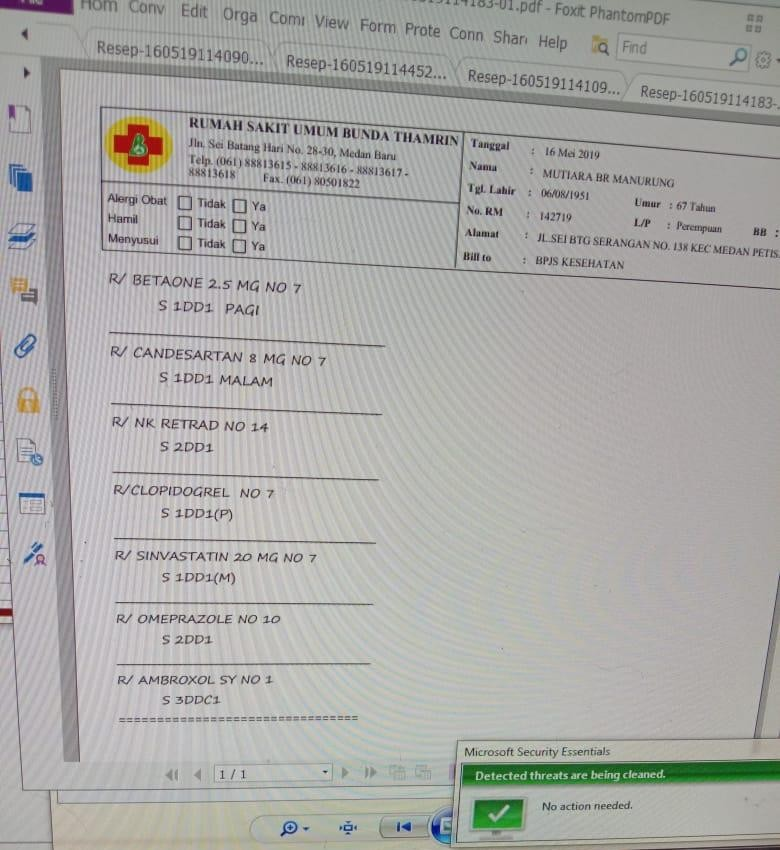 Hom Conv Edit Orga Comi View Form Prote Conn Shari Help
14183-01.pdf - Foxit PhantomPDF
Find
Resep-160519114090...
Resep-160519114452...
Resep-160519114109...
Resep-160519114183-
RUMAH SAKIT UMUM BUNDA THAMRIN
Jln. Sei Batang Hari No. 28-30, Medan Baru
Telp. (061) 88813615 - 88813616 - 88813617 -
88813618 Fax. (061) 80501822
Alergi Obat Tidak Ya
Hamil Tidak Ya
Menyusui Tidak Ya
Tanggal : 16 Mei 2019
Nama : MUTIARA BR MANURUNG
Tgl. Lahir : 06/08/1951 Umur : 67 Tahun
No. RM : 142719 L/P : Perempuan BB :
Alamat : JL.SEI BTG SERANGAN NO. 138 KEC MEDAN PETIS
Bill to : BPJS KESEHATAN
R/ BETAONE 2.5 MG NO 7
S 1DD1 PAGI
R/ CANDESARTAN 8 MG NO 7
S 1DD1 MALAM
R/ NK RETRAD NO 14
S 2DD1
R/CLOPIDOGREL NO 7
S 1DD1(P)
R/ SINVASTATIN 20 MG NO 7
S 1DD1(M)
R/ OMEPRAZOLE NO 10
S 2DD1
R/ AMBROXOL SY NO 1
S 3DDC1
================================
1 / 1
Microsoft Security Essentials
Detected threats are being cleaned.
No action needed.